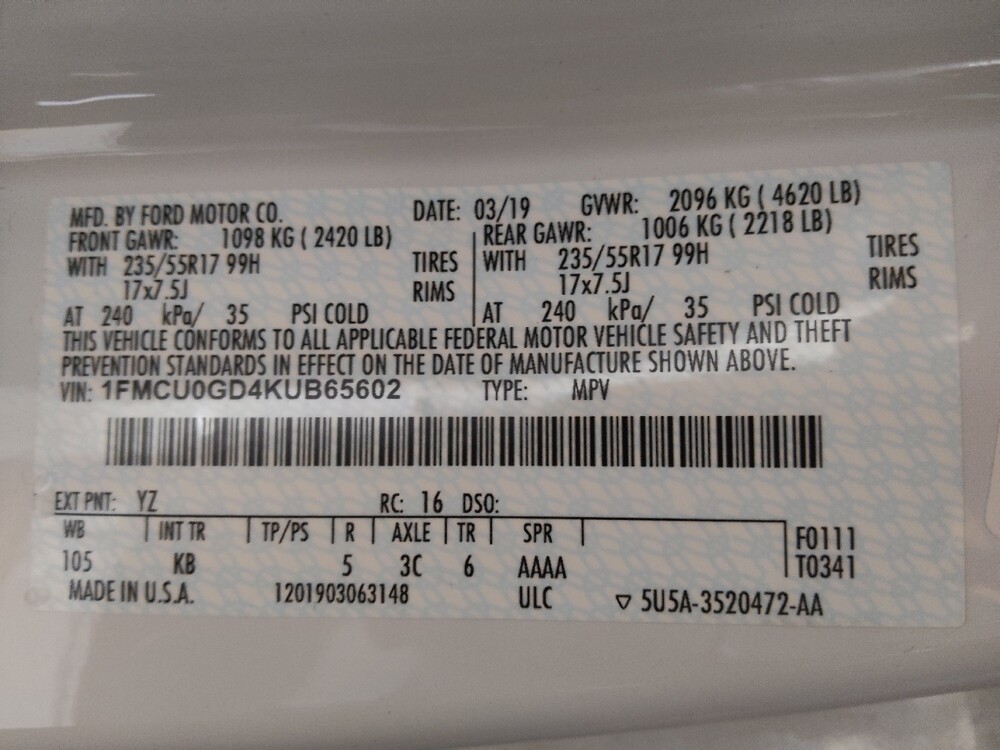 MFD. BY FORD MOTOR CO. DATE: 03/19 GVWR: 2096 KG ( 4620 LB)
FRONT GAWR: 1098 KG ( 2420 LB) REAR GAWR: 1006 KG ( 2218 LB)
WITH 235/55R17 99H TIRES WITH 235/55R17 99H TIRES
17x7.5J RIMS 17x7.5J RIMS
AT 240 kPa/ 35 PSI COLD AT 240 kPa/ 35 PSI COLD
THIS VEHICLE CONFORMS TO ALL APPLICABLE FEDERAL MOTOR VEHICLE SAFETY AND THEFT
PREVENTION STANDARDS IN EFFECT ON THE DATE OF MANUFACTURE SHOWN ABOVE.
VIN: 1FMCU0GD4KUB65602 TYPE: MPV
EXT PNT: YZ RC: 16 DSO:
WB INT TR TP/PS R AXLE TR SPR F0111
105 KB 5 3C 6 AAAA T0341
MADE IN U.S.A. 1201903063148 ULC ▽ 5U5A-3520472-AA